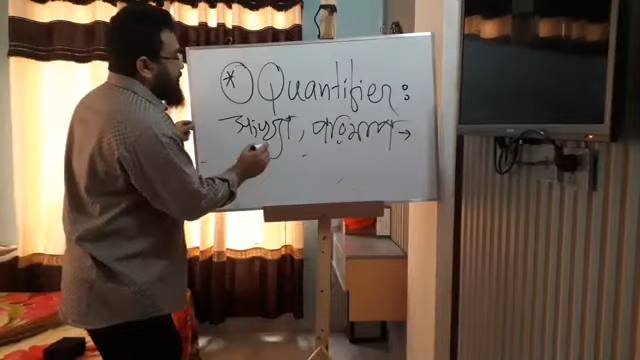 * Quantifier:
সংখ্যা, পরিমাণ →